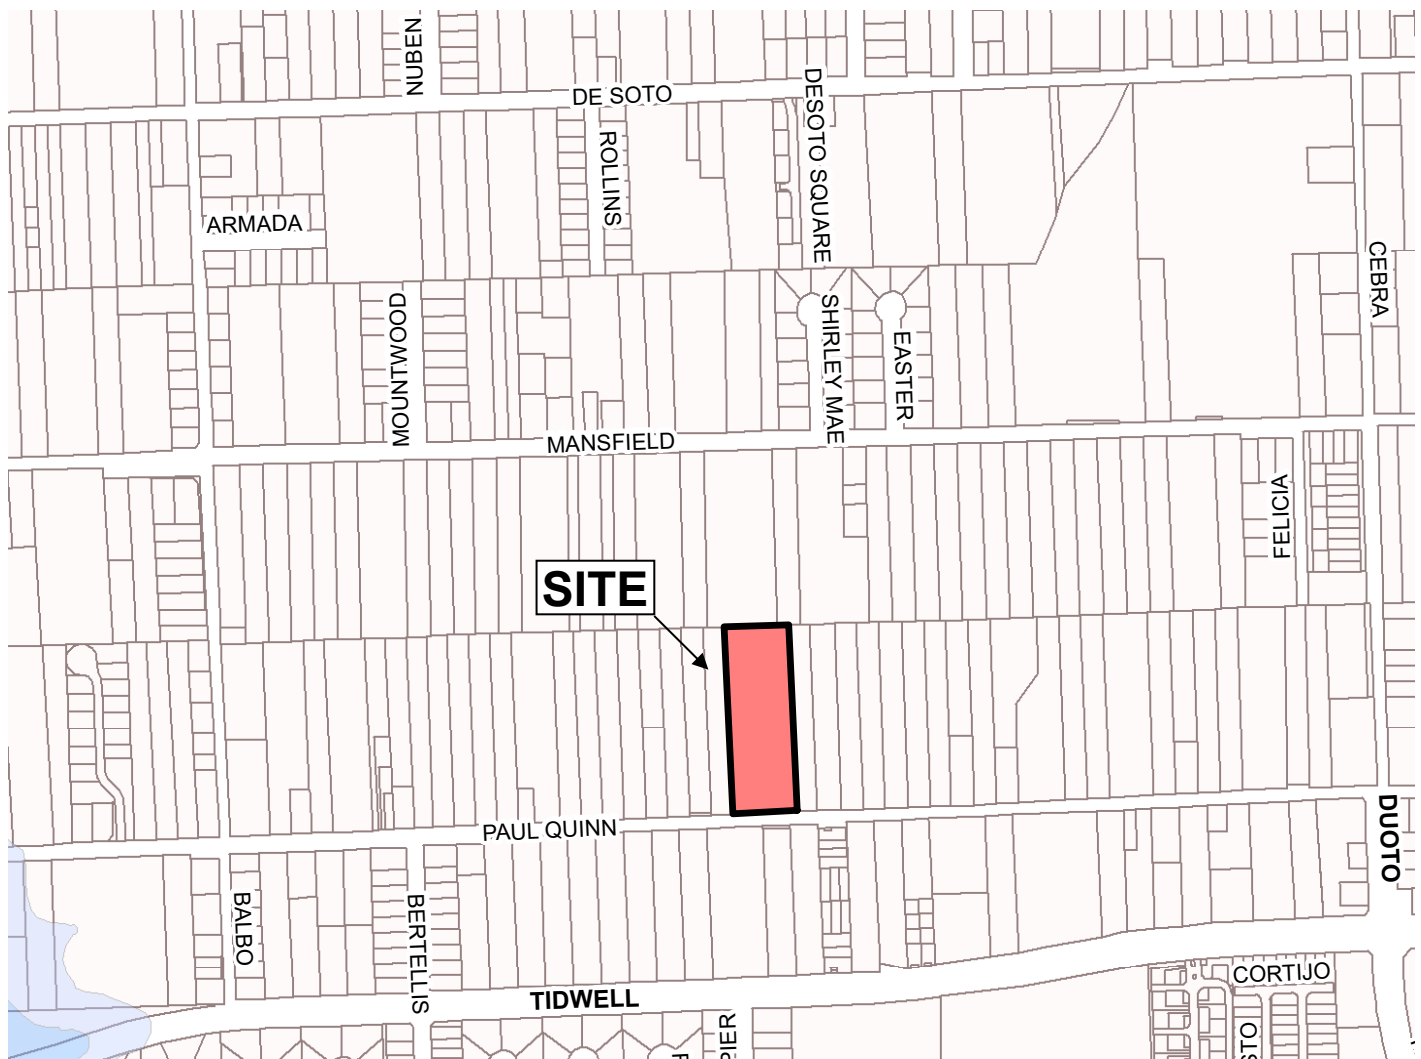 NUBEN
DE SOTO
DESOTO SQUARE
ROLLINS
ARMADA
CEBRA
MOUNTWOOD
SHIRLEY MAE
EASTER
MANSFIELD
FELICIA
SITE
PAUL QUINN
DUOTO
BALBO
BERTELLIS
CORTIJO
TIDWELL